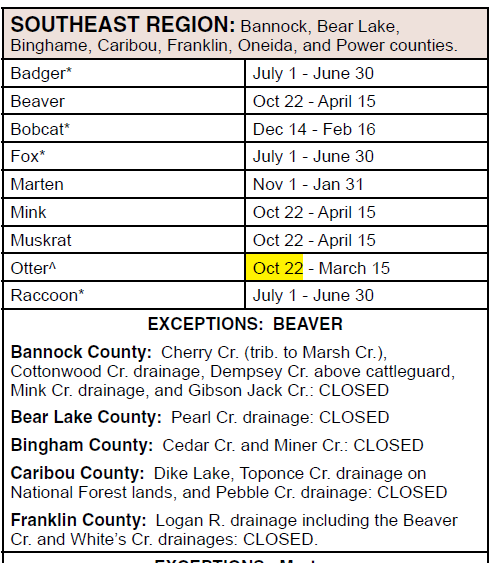 SOUTHEAST REGION: Bannock, Bear Lake,
Binghame, Caribou, Franklin, Oneida, and Power counties.
Badger* July 1 - June 30
Beaver Oct 22 - April 15
Bobcat* Dec 14 - Feb 16
Fox* July 1 - June 30
Marten Nov 1 - Jan 31
Mink Oct 22 - April 15
Muskrat Oct 22 - April 15
Otter^ Oct 22 - March 15
Raccoon* July 1 - June 30
EXCEPTIONS: BEAVER
Bannock County: Cherry Cr. (trib. to Marsh Cr.),
Cottonwood Cr. drainage, Dempsey Cr. above cattleguard,
Mink Cr. drainage, and Gibson Jack Cr.: CLOSED
Bear Lake County: Pearl Cr. drainage: CLOSED
Bingham County: Cedar Cr. and Miner Cr.: CLOSED
Caribou County: Dike Lake, Toponce Cr. drainage on
National Forest lands, and Pebble Cr. drainage: CLOSED
Franklin County: Logan R. drainage including the Beaver
Cr. and White's Cr. drainages: CLOSED.